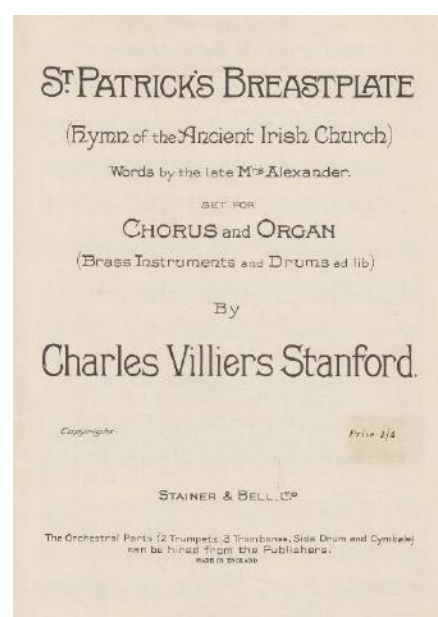 ST PATRICK'S BREASTPLATE
(Hymn of the Ancient Irish Church)
Words by the late Mrs Alexander.
SET FOR
CHORUS and ORGAN
(Brass Instruments and Drums ad lib)
By
Charles Villiers Stanford.
Copyright
Price 1/4
STAINER & BELL, LTD
The Orchestral Parts (2 Trumpets, 3 Trombones, Side Drum and Cymbals)
can be hired from the Publishers.
MADE IN ENGLAND